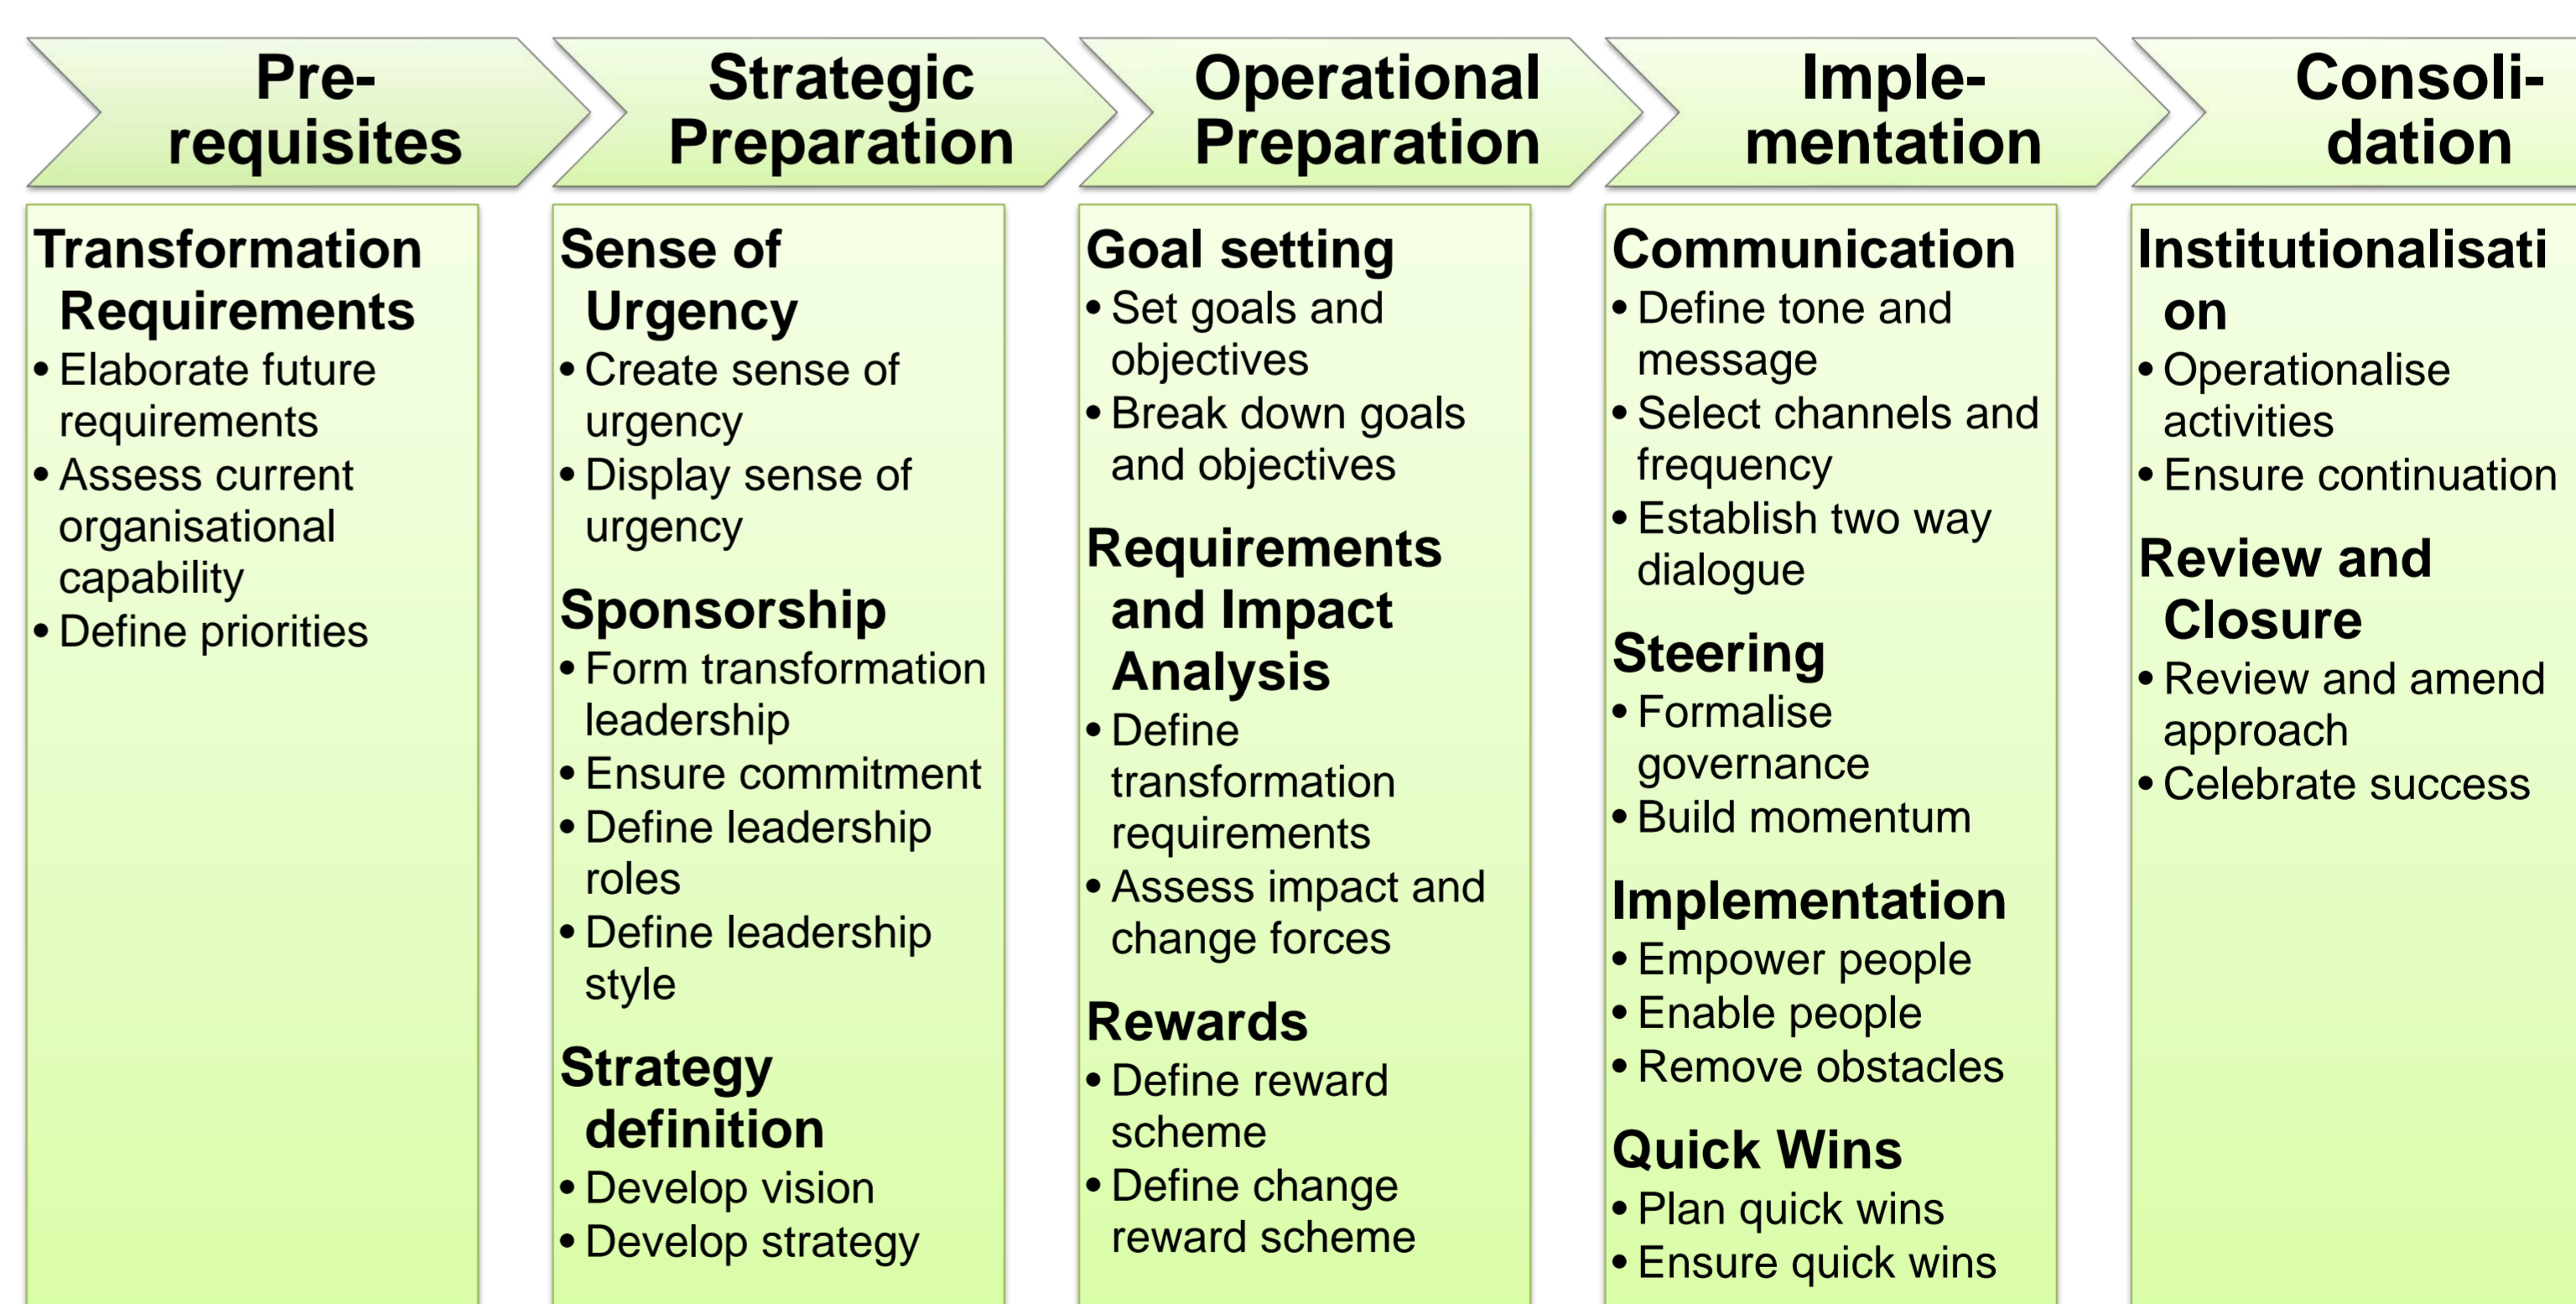 Pre-
requisites
Transformation
Requirements
• Elaborate future
requirements
• Assess current
organisational
capability
• Define priorities
Strategic
Preparation
Sense of
Urgency
• Create sense of
urgency
• Display sense of
urgency
Sponsorship
• Form transformation
leadership
• Ensure commitment
• Define leadership
roles
• Define leadership
style
Strategy
definition
• Develop vision
• Develop strategy
Operational
Preparation
Goal setting
• Set goals and
objectives
• Break down goals
and objectives
Requirements
and Impact
Analysis
• Define
transformation
requirements
• Assess impact and
change forces
Rewards
• Define reward
scheme
• Define change
reward scheme
Imple-
mentation
Communication
• Define tone and
message
• Select channels and
frequency
• Establish two way
dialogue
Steering
• Formalise
governance
• Build momentum
Implementation
• Empower people
• Enable people
• Remove obstacles
Quick Wins
• Plan quick wins
• Ensure quick wins
Consoli-
dation
Institutionalisati
on
• Operationalise
activities
• Ensure continuation
Review and
Closure
• Review and amend
approach
• Celebrate success